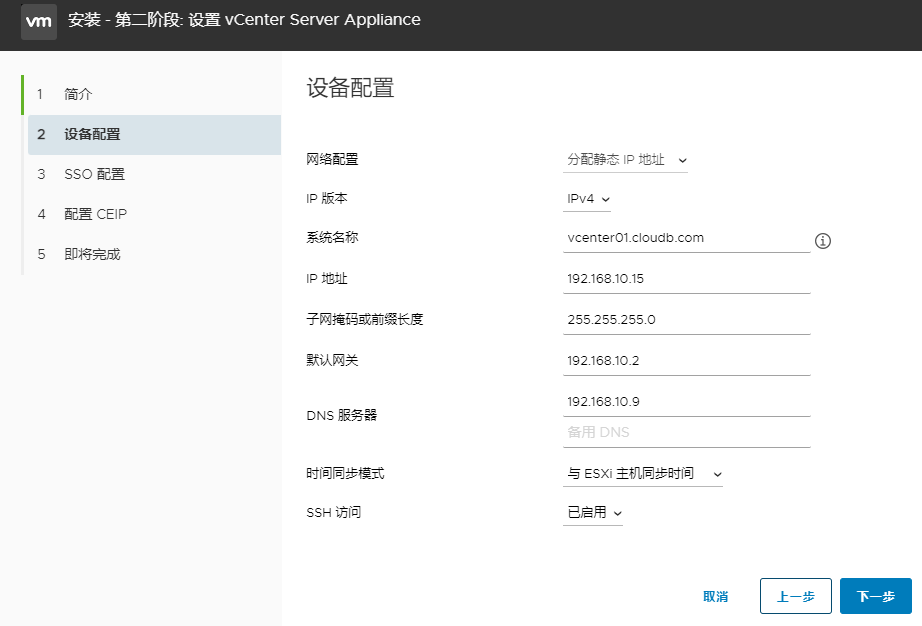 vm 安装 - 第二阶段: 设置 vCenter Server Appliance
1 简介
2 设备配置
3 SSO 配置
4 配置 CEIP
5 即将完成
设备配置
网络配置 分配静态 IP 地址
IP 版本 IPv4
系统名称 vcenter01.cloudb.com
IP 地址 192.168.10.15
子网掩码或前缀长度 255.255.255.0
默认网关 192.168.10.2
DNS 服务器 192.168.10.9
备用 DNS
时间同步模式 与 ESXi 主机同步时间
SSH 访问 已启用
取消 上一步 下一步